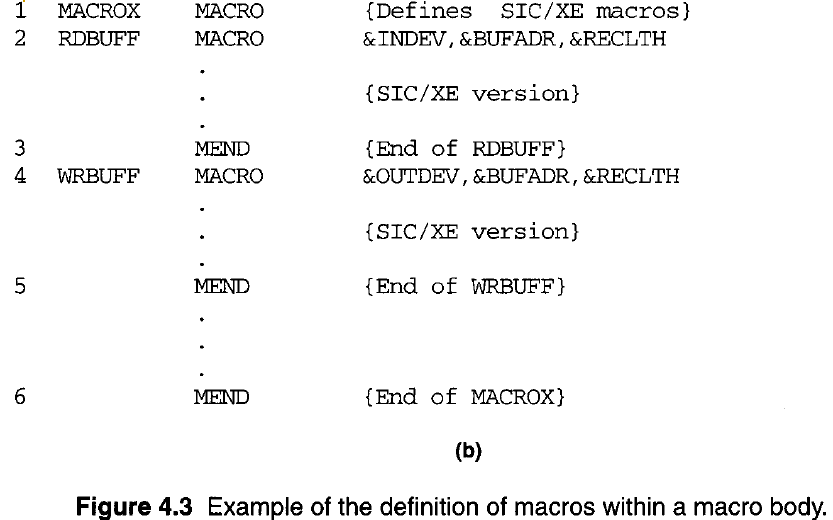 1 MACROX MACRO {Defines SIC/XE macros}
2 RDBUFF MACRO &INDEV,&BUFADR,&RECLTH
.
. {SIC/XE version}
.
3 MEND {End of RDBUFF}
4 WRBUFF MACRO &OUTDEV,&BUFADR,&RECLTH
.
. {SIC/XE version}
.
5 MEND {End of WRBUFF}
.
.
.
6 MEND {End of MACROX}
(b)
Figure 4.3 Example of the definition of macros within a macro body.